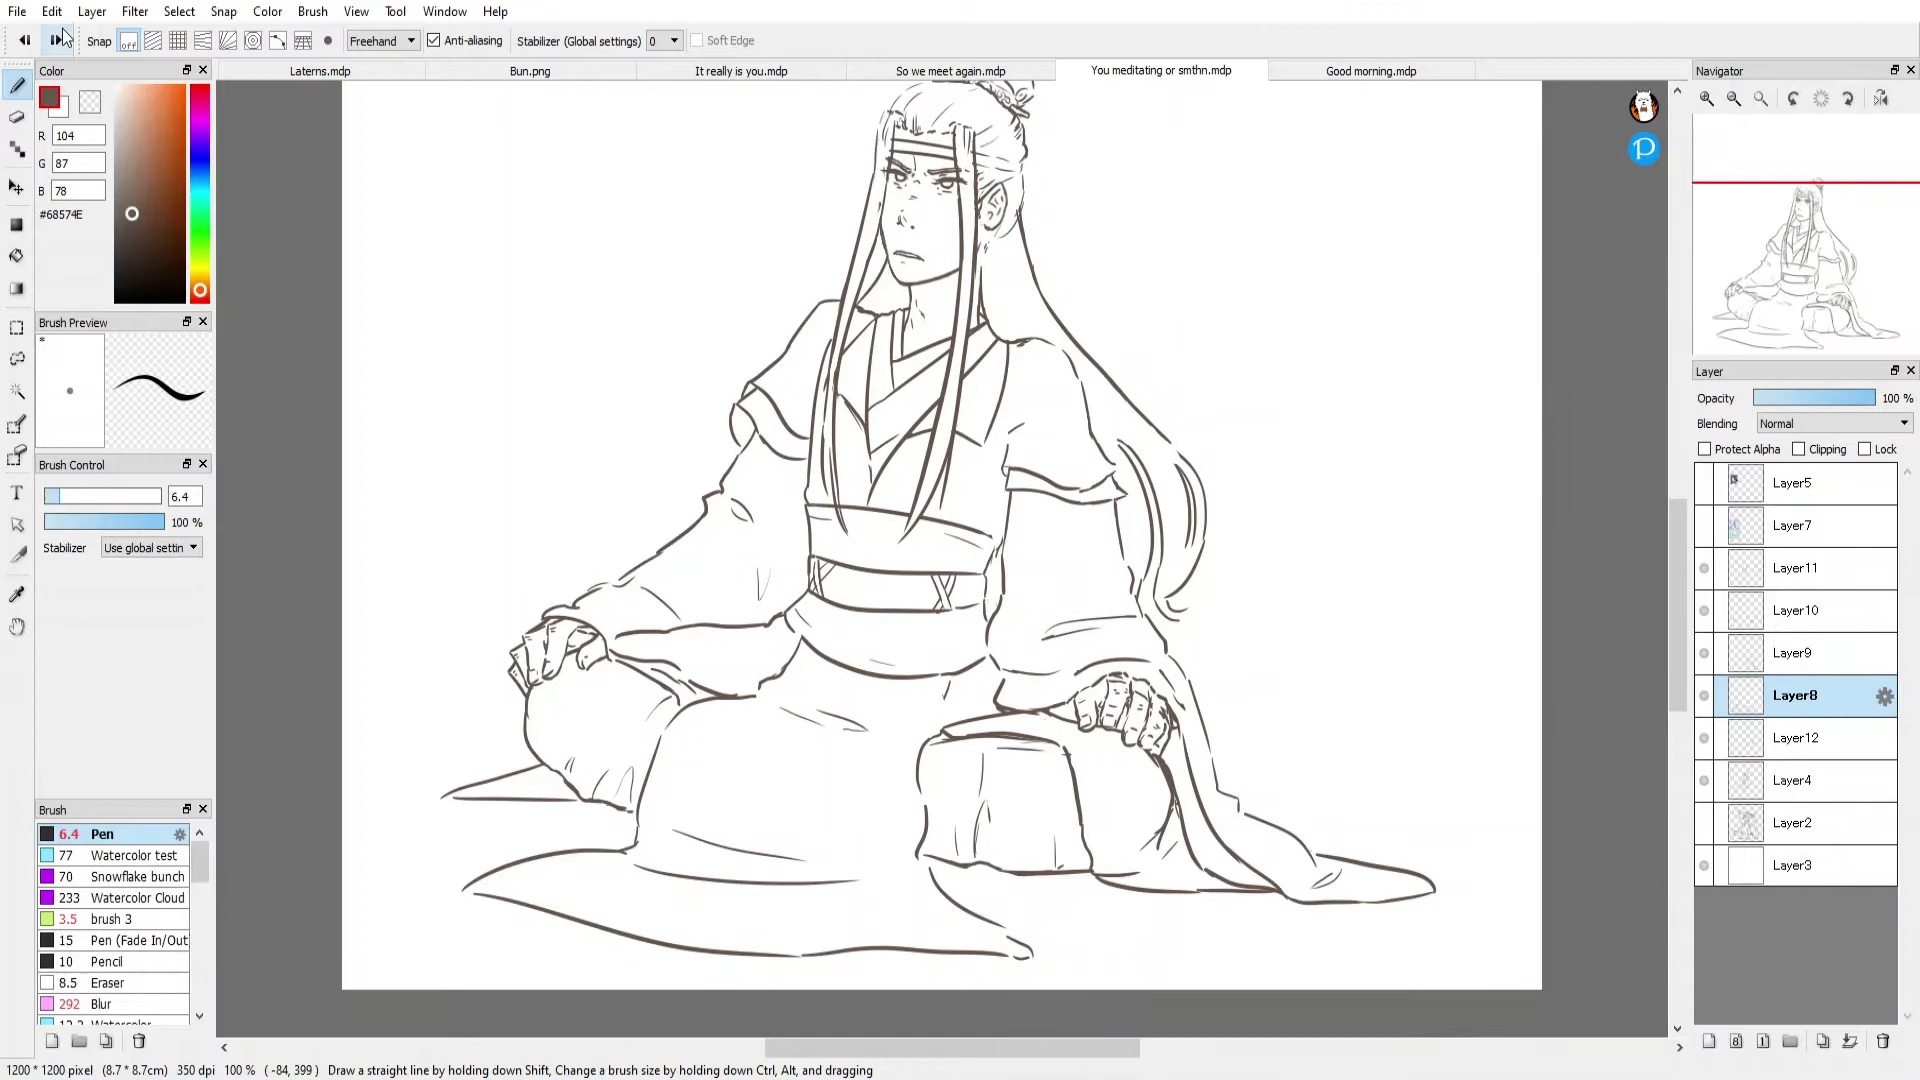 File Edit Layer Filter Select Snap Color Brush View Tool Window Help
Snap off Freehand Anti-aliasing Stabilizer (Global settings) 0 Soft Edge
Color
Laterns.mdp Bun.png It really is you.mdp So we meet again.mdp You meditating or smthn.mdp Good morning.mdp
Navigator
R 104
G 87
B 78
#68574E
Brush Preview
*
Brush Control
6.4
100 %
Stabilizer Use global settin
Brush
6.4 Pen
77 Watercolor test
70 Snowflake bunch
233 Watercolor Cloud
3.5 brush 3
15 Pen (Fade In/Out
10 Pencil
8.5 Eraser
292 Blur
Layer
Opacity 100 %
Blending Normal
Protect Alpha Clipping Lock
Layer5
Layer7
Layer11
Layer10
Layer9
Layer8
Layer12
Layer4
Layer2
Layer3
1200 * 1200 pixel (8.7 * 8.7cm) 350 dpi 100 % ( -84, 399 ) Draw a straight line by holding down Shift, Change a brush size by holding down Ctrl, Alt, and dragging